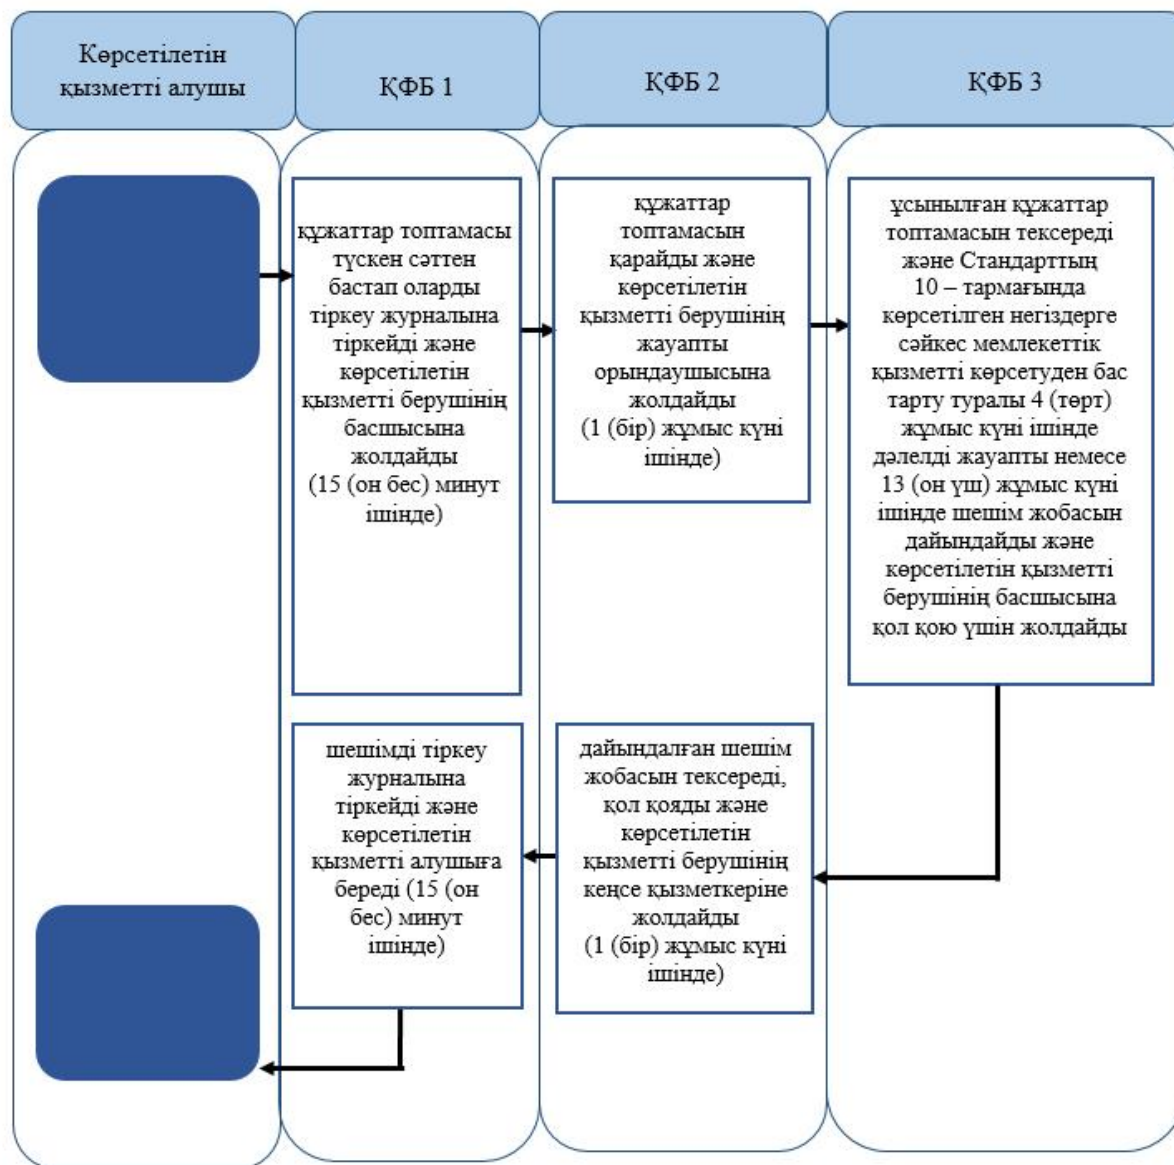 Көрсетілетін
қызметті алушы
ҚФБ 1
ҚФБ 2
ҚФБ 3
құжаттар топтамасы
түскен сәттен
бастап оларды
тіркеу журналына
тіркейді және
көрсетілетін
қызметті берушінің
басшысына
жолдайды
(15 (он бес) минут
ішінде)
құжаттар
топтамасын
қарайды және
көрсетілетін
қызметті берушінің
жауапты
орындаушысына
жолдайды
(1 (бір) жұмыс күні
ішінде)
ұсынылған құжаттар
топтамасын тексереді
және Стандарттың
10 – тармағында
көрсетілген негіздерге
сәйкес мемлекеттік
қызметті көрсетуден бас
тарту туралы 4 (төрт)
жұмыс күні ішінде
дәлелді жауапты немесе
13 (он үш) жұмыс күні
ішінде шешім жобасын
дайындайды және
көрсетілетін қызметті
берушінің басшысына
қол қою үшін жолдайды
дайындалған шешім
жобасын тексереді,
қол қояды және
көрсетілетін
қызметті берушінің
кеңсе қызметкеріне
жолдайды
(1 (бір) жұмыс күні
ішінде)
шешімді тіркеу
журналына
тіркейді және
көрсетілетін
қызметті алушыға
береді (15 (он
бес) минут
ішінде)